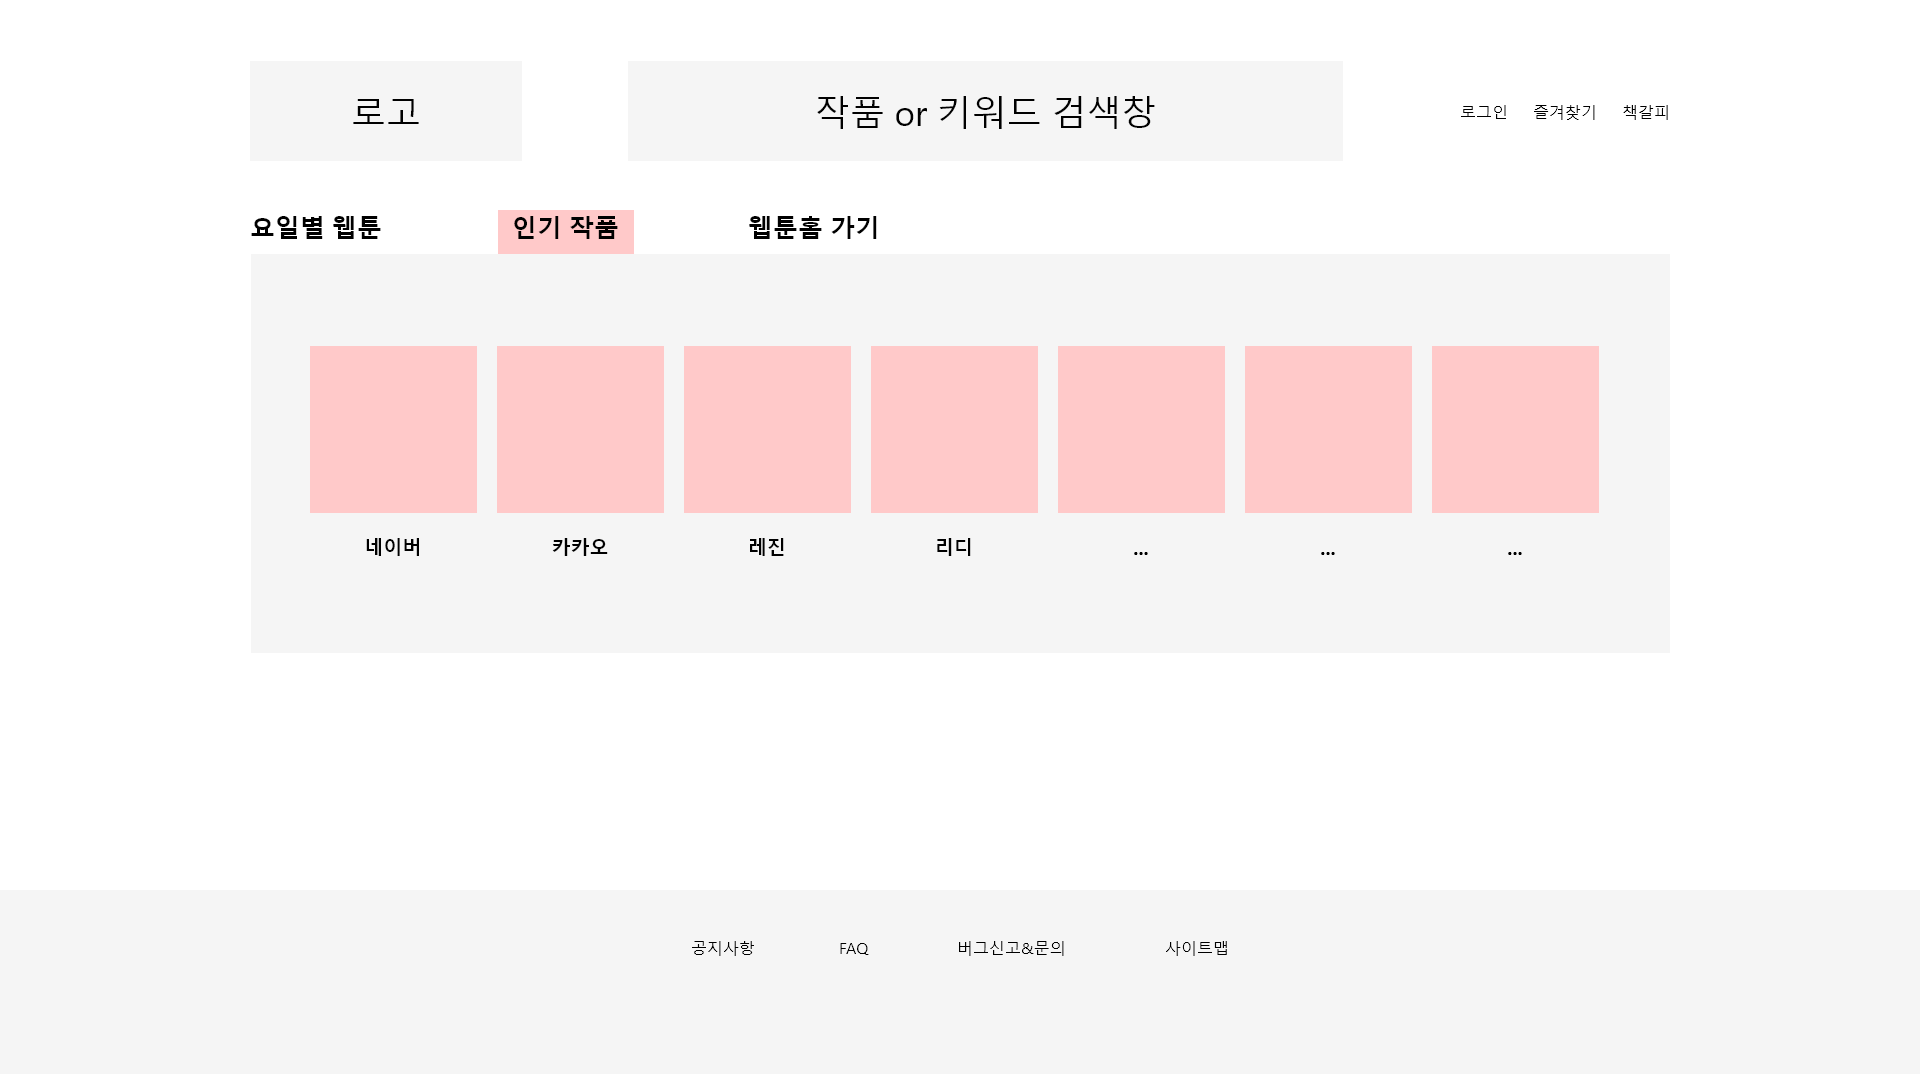 로고
작품 or 키워드 검색창
로그인 즐겨찾기 책갈피
요일별 웹툰 인기 작품 웹툰홈 가기
네이버 카카오 레진 리디 ... ... ...
공지사항 FAQ 버그신고&문의 사이트맵